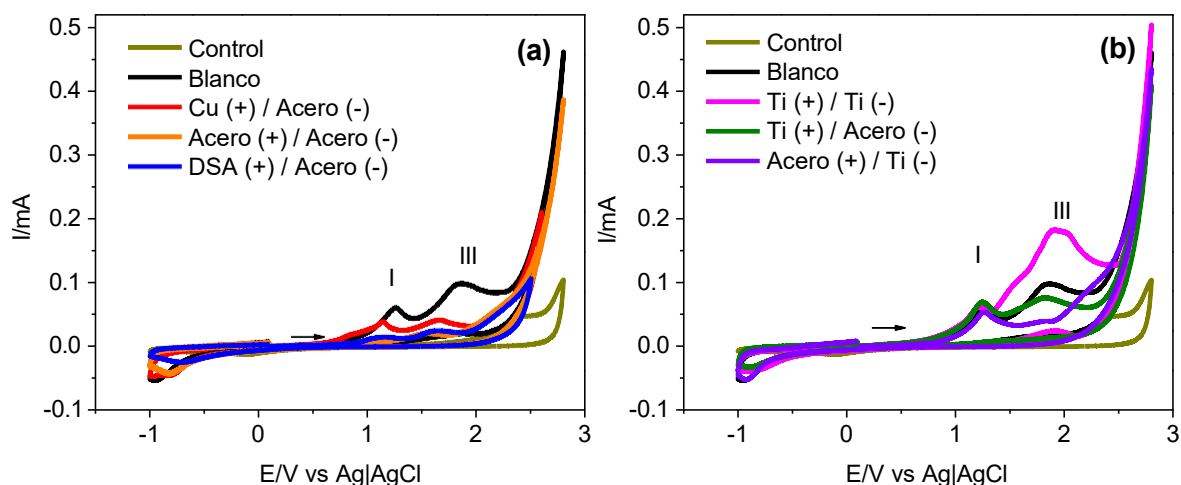 (a)
Control
Blanco
Cu (+) / Acero (-)
Acero (+) / Acero (-)
DSA (+) / Acero (-)
I
III
0.5
0.4
0.3
0.2
0.1
0.0
-0.1
I/mA
-1
0
1
2
3
E/V vs Ag|AgCl
(b)
Control
Blanco
Ti (+) / Ti (-)
Ti (+) / Acero (-)
Acero (+) / Ti (-)
I
III
0.5
0.4
0.3
0.2
0.1
0.0
-0.1
I/mA
-1
0
1
2
3
E/V vs Ag|AgCl